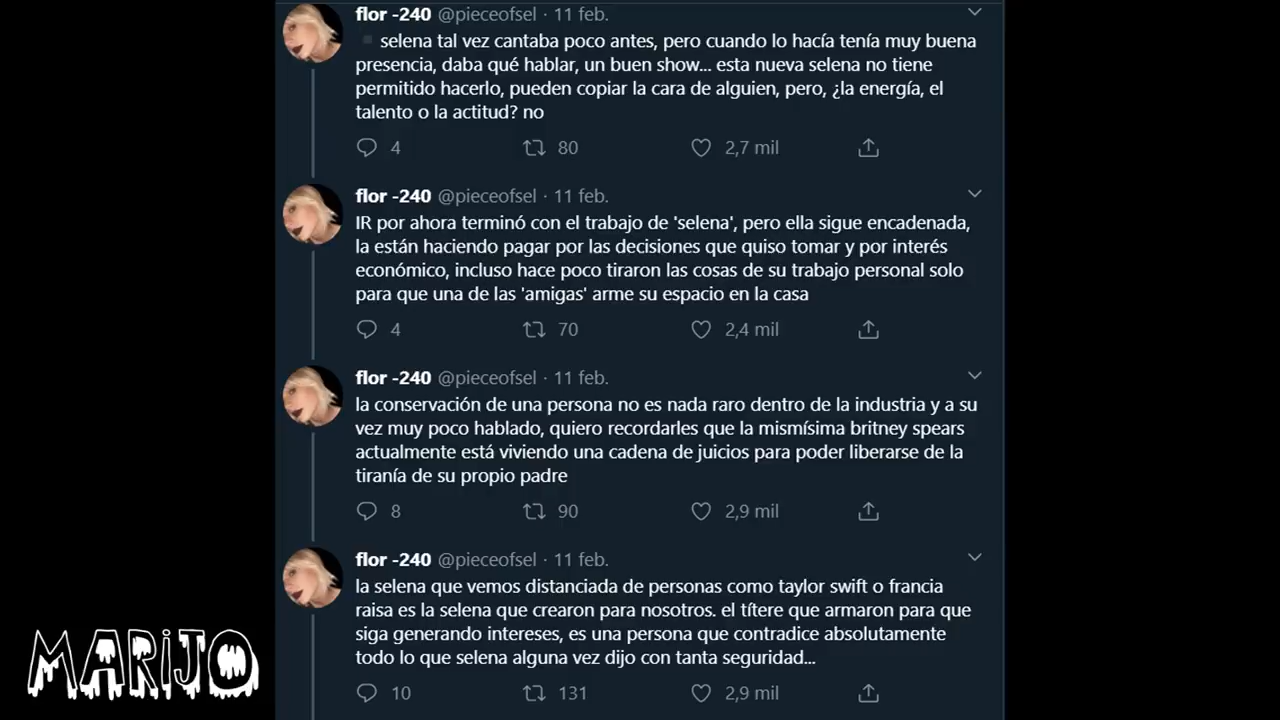 flor -240 @pieceofsel · 11 feb.
selena tal vez cantaba poco antes, pero cuando lo hacía tenía muy buena
presencia, daba qué hablar, un buen show... esta nueva selena no tiene
permitido hacerlo, pueden copiar la cara de alguien, pero, ¿la energía, el
talento o la actitud? no
4 80 2,7 mil
flor -240 @pieceofsel · 11 feb.
IR por ahora terminó con el trabajo de 'selena', pero ella sigue encadenada,
la están haciendo pagar por las decisiones que quiso tomar y por interés
económico, incluso hace poco tiraron las cosas de su trabajo personal solo
para que una de las 'amigas' arme su espacio en la casa
4 70 2,4 mil
flor -240 @pieceofsel · 11 feb.
la conservación de una persona no es nada raro dentro de la industria y a su
vez muy poco hablado, quiero recordarles que la mismísima britney spears
actualmente está viviendo una cadena de juicios para poder liberarse de la
tiranía de su propio padre
8 90 2,9 mil
flor -240 @pieceofsel · 11 feb.
la selena que vemos distanciada de personas como taylor swift o francia
raisa es la selena que crearon para nosotros. el títere que armaron para que
siga generando intereses, es una persona que contradice absolutamente
todo lo que selena alguna vez dijo con tanta seguridad...
10 131 2,9 mil
MARiJO